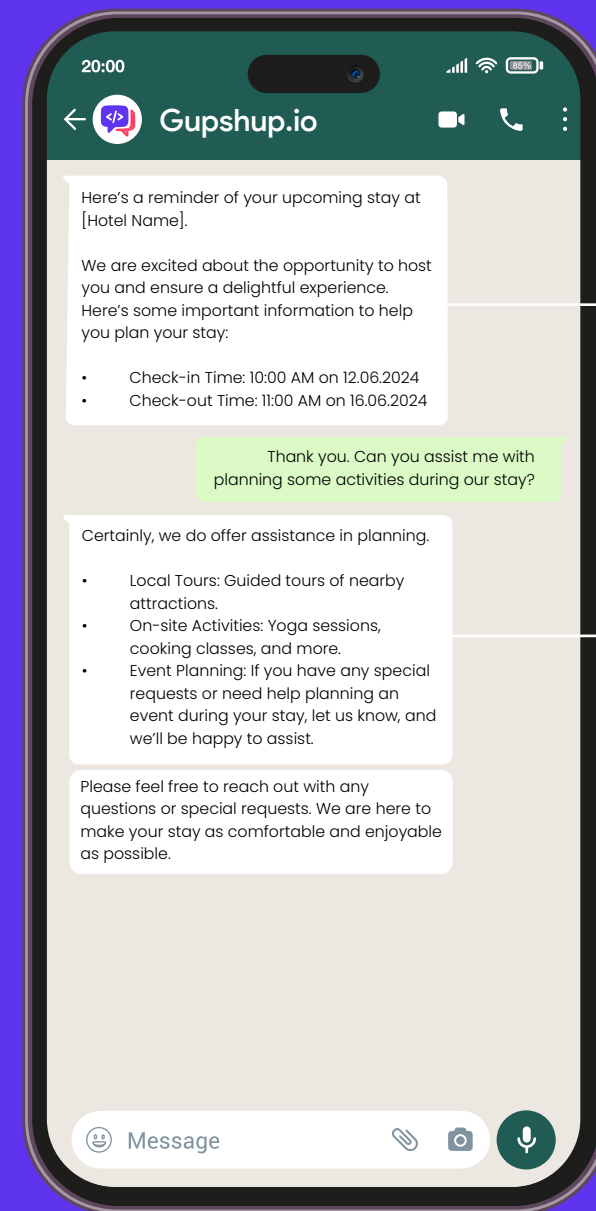 20:00
85%
Gupshup.io
Here’s a reminder of your upcoming stay at
[Hotel Name].
We are excited about the opportunity to host
you and ensure a delightful experience.
Here’s some important information to help
you plan your stay:
• Check-in Time: 10:00 AM on 12.06.2024
• Check-out Time: 11:00 AM on 16.06.2024
Thank you. Can you assist me with
planning some activities during our stay?
Certainly, we do offer assistance in planning.
• Local Tours: Guided tours of nearby
attractions.
• On-site Activities: Yoga sessions,
cooking classes, and more.
• Event Planning: If you have any special
requests or need help planning an
event during your stay, let us know, and
we’ll be happy to assist.
Please feel free to reach out with any
questions or special requests. We are here to
make your stay as comfortable and enjoyable
as possible.
Message